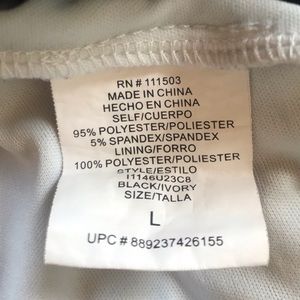 RN # 111503
MADE IN CHINA
HECHO EN CHINA
SELF/CUERPO
95% POLYESTER/POLIESTER
5% SPANDEX/SPANDEX
LINING/FORRO
100% POLYESTER/POLIESTER
STYLE/ESTILO
I1146U23C8
BLACK/IVORY
SIZE/TALLA
L
UPC # 889237426155